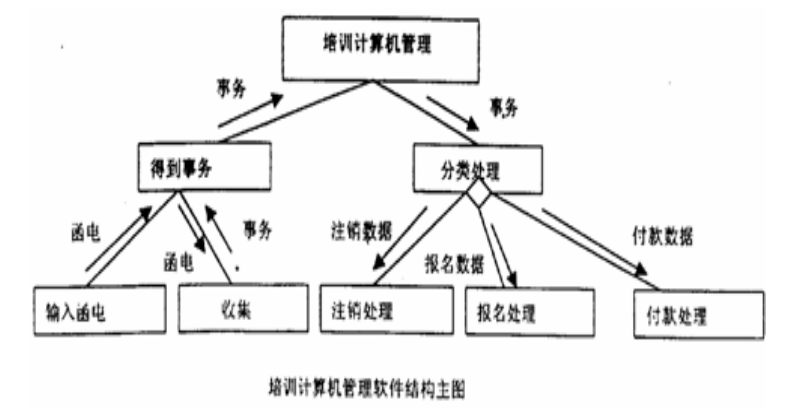 培训计算机管理
事务
事务
得到事务
分类处理
函电
函电
事务
注销数据
报名数据
付款数据
输入函电
收集
注销处理
报名处理
付款处理
培训计算机管理软件结构主图